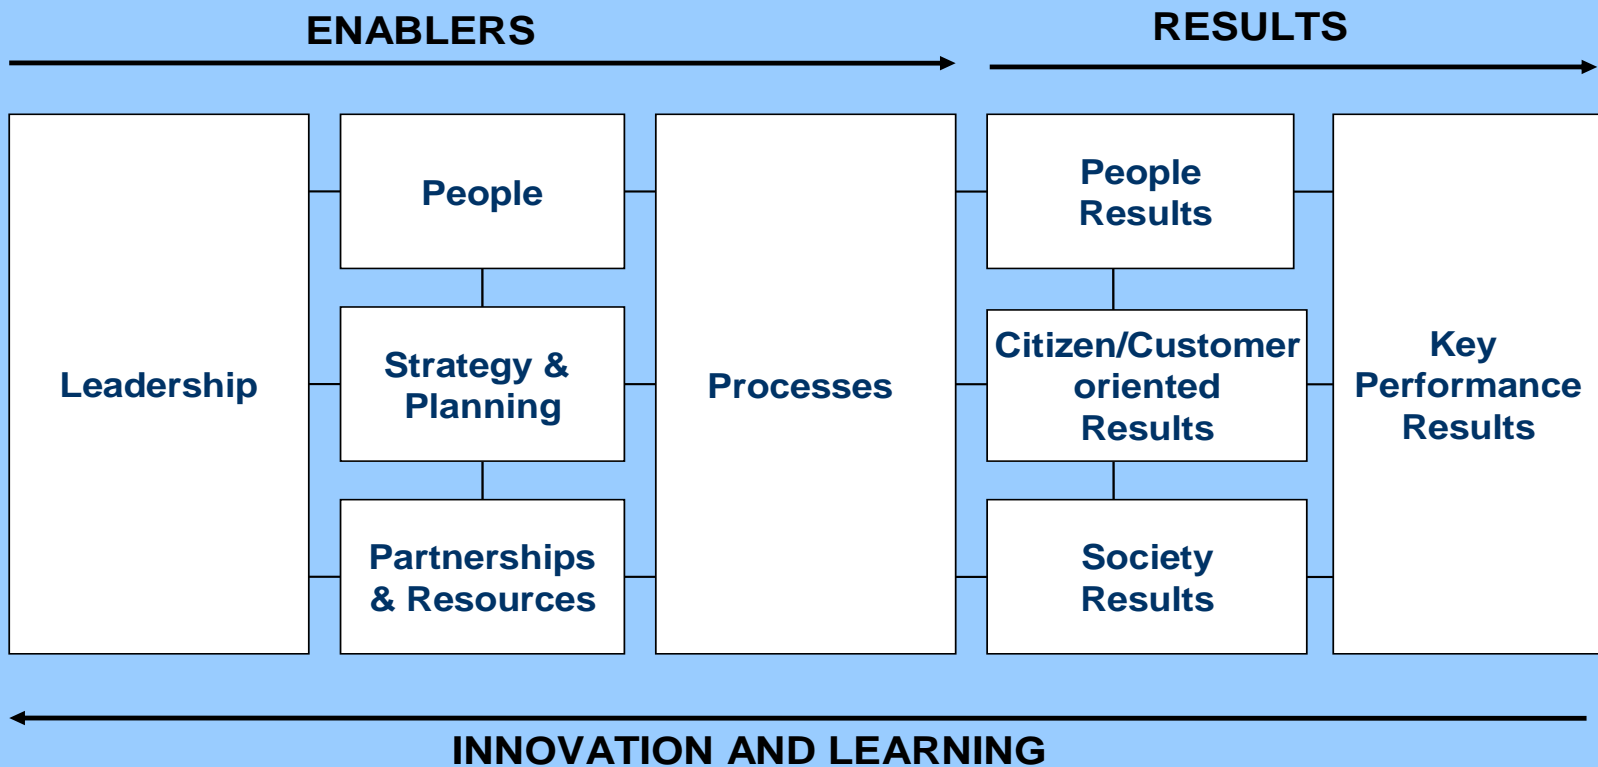 ENABLERS
RESULTS
Leadership
People
Strategy &
Planning
Partnerships
& Resources
Processes
People
Results
Citizen/Customer
oriented
Results
Society
Results
Key
Performance
Results
INNOVATION AND LEARNING